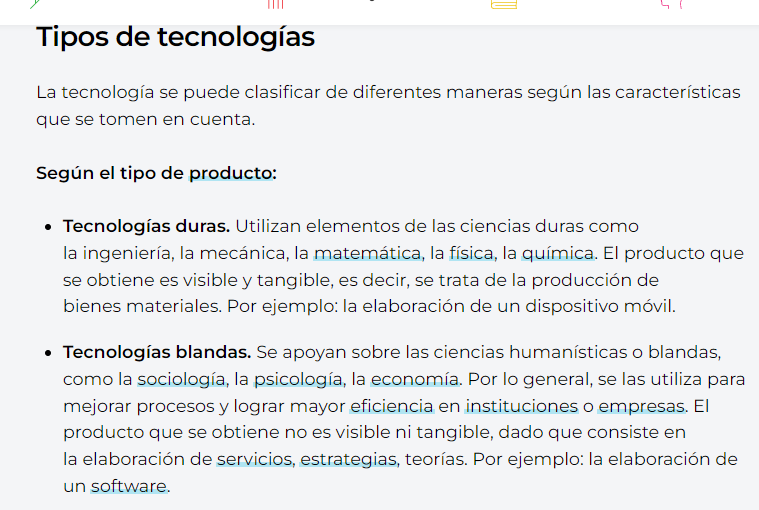 Tipos de tecnologías
La tecnología se puede clasificar de diferentes maneras según las características
que se tomen en cuenta.
Según el tipo de producto:
• Tecnologías duras. Utilizan elementos de las ciencias duras como
la ingeniería, la mecánica, la matemática, la física, la química. El producto que
se obtiene es visible y tangible, es decir, se trata de la producción de
bienes materiales. Por ejemplo: la elaboración de un dispositivo móvil.
• Tecnologías blandas. Se apoyan sobre las ciencias humanísticas o blandas,
como la sociología, la psicología, la economía. Por lo general, se las utiliza para
mejorar procesos y lograr mayor eficiencia en instituciones o empresas. El
producto que se obtiene no es visible ni tangible, dado que consiste en
la elaboración de servicios, estrategias, teorías. Por ejemplo: la elaboración de
un software.